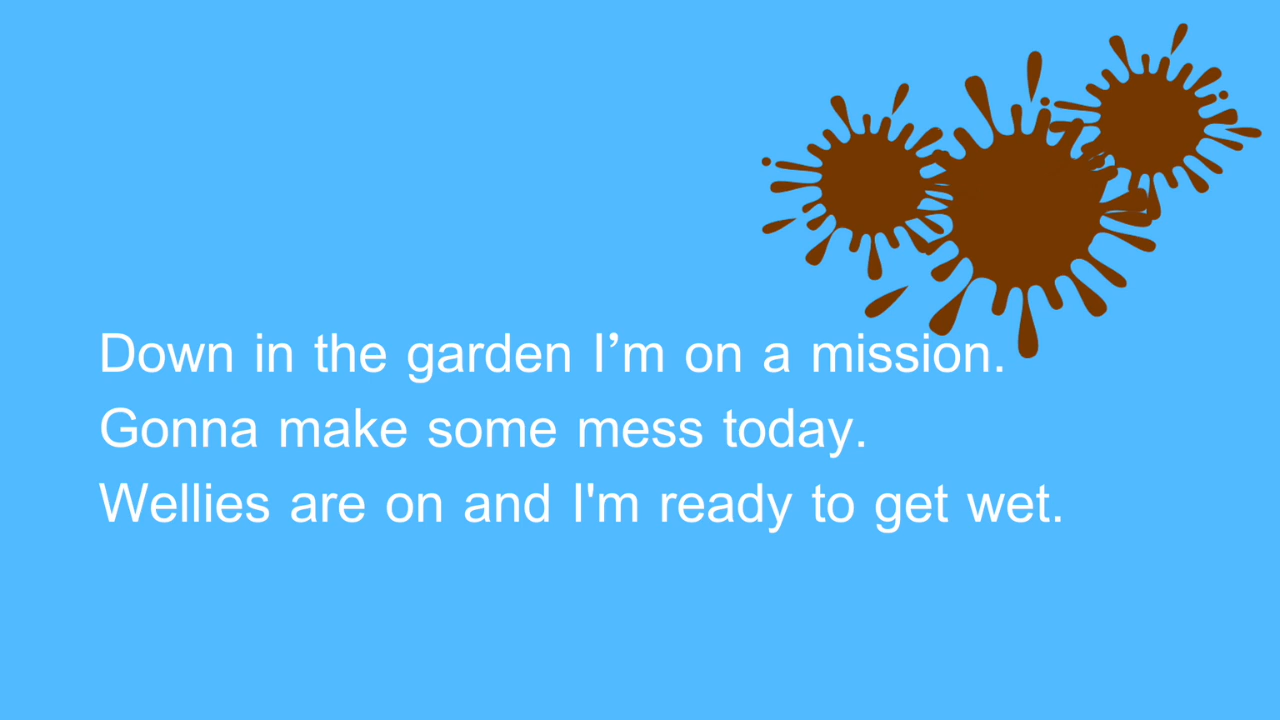 Down in the garden I’m on a mission.
Gonna make some mess today.
Wellies are on and I'm ready to get wet.